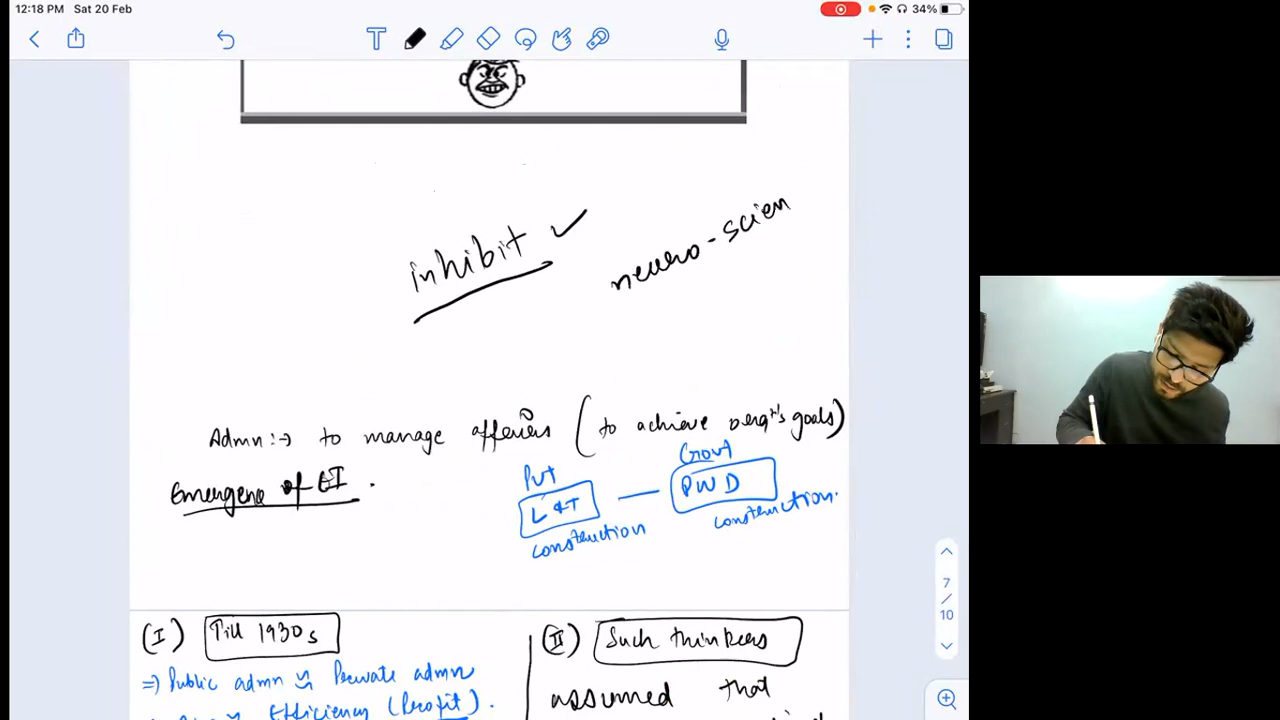 12:18 PM Sat 20 Feb
34%
inhibit
neuro-scien
Admn:→ to manage affairs (to achieve orgn's goals)
Emergence of EI.
Pvt
L&T
construction
Govt
PWD
construction.
7
/
10
(I) Till 1930s
⇒ Public admn ≈ Private admn
Efficiency (Profit).
(II) Such thinkers
assumed that